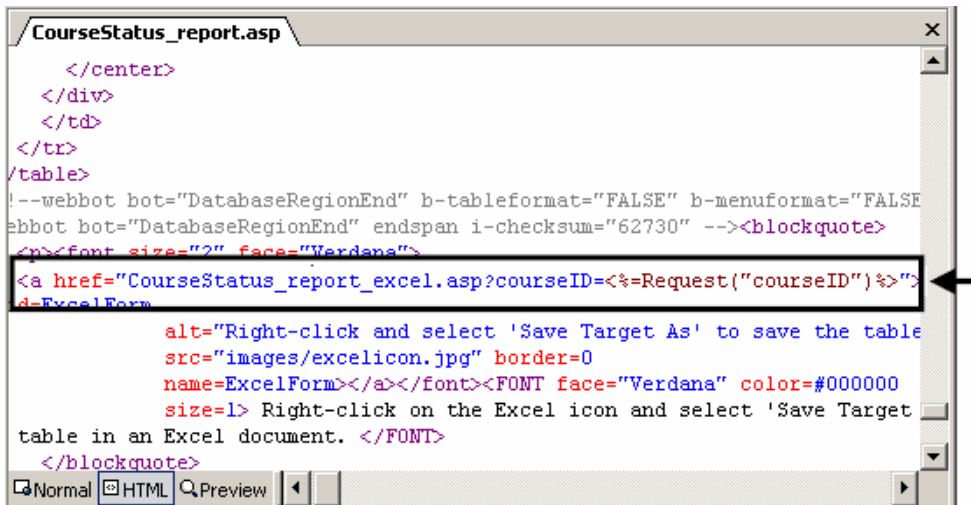 CourseStatus_report.asp
</center>
</div>
</td>
</tr>
/table>
!--webbot bot="DatabaseRegionEnd" b-tableformat="FALSE" b-menuformat="FALSE
ebbot bot="DatabaseRegionEnd" endspan i-checksum="62730" --><blockquote>
<p><font size="2" face="Verdana">
<a href="CourseStatus_report_excel.asp?courseID=<%=Request("courseID")%>">
d=ExcelForm
alt="Right-click and select 'Save Target As' to save the table
src="images/excelicon.jpg" border=0
name=ExcelForm></a></font><FONT face="Verdana" color=#000000
size=1> Right-click on the Excel icon and select 'Save Target
table in an Excel document. </FONT>
</blockquote>
Normal HTML Preview